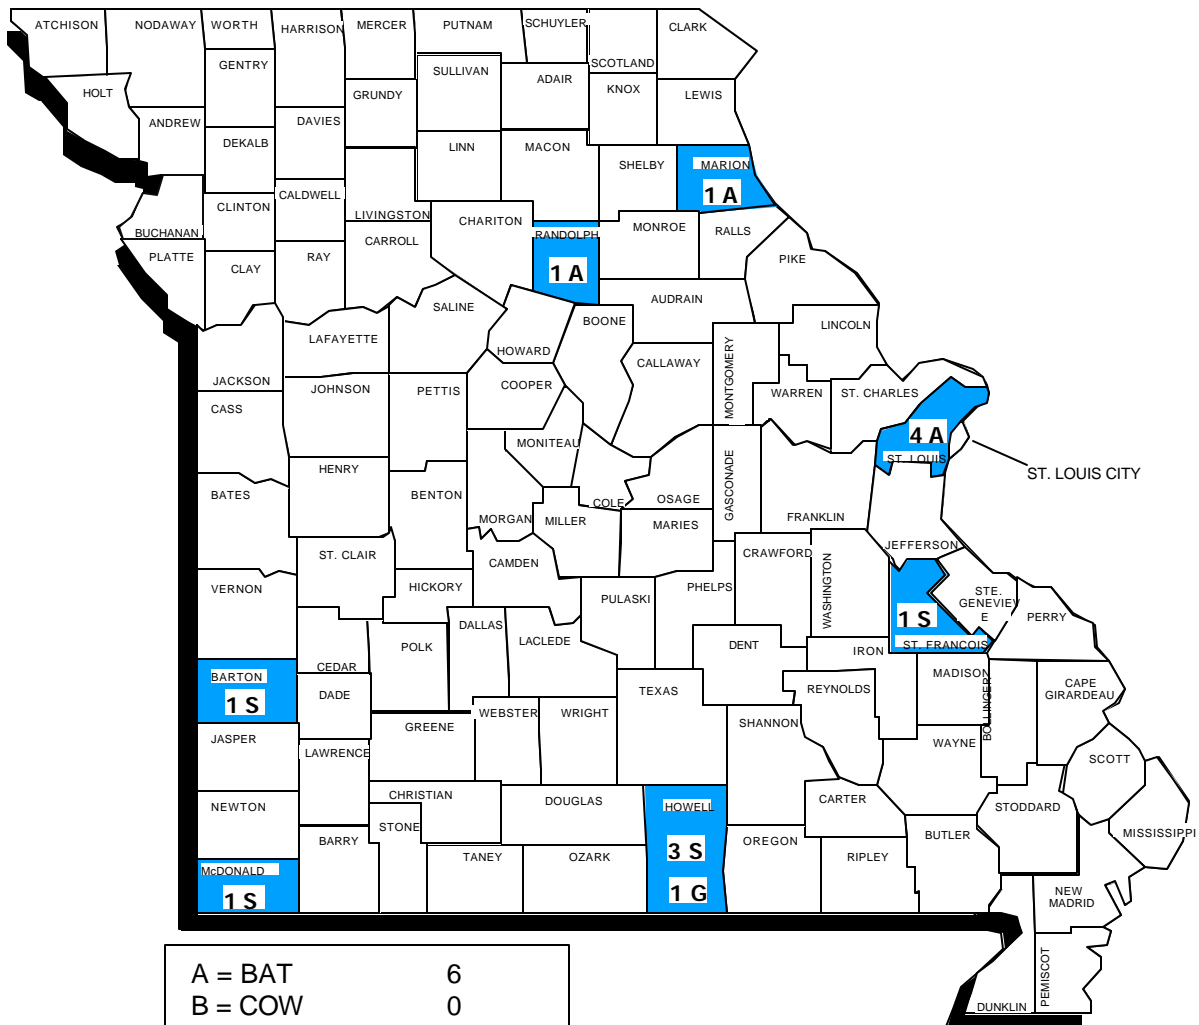 ATCHISON
NODAWAY
WORTH
HARRISON
MERCER
PUTNAM
SCHUYLER
SCOTLAND
CLARK
GENTRY
SULLIVAN
ADAIR
KNOX
LEWIS
HOLT
GRUNDY
ANDREW
DAVIES
DEKALB
LINN
MACON
SHELBY
MARION
1 A
CALDWELL
CLINTON
LIVINGSTON
CHARITON
RANDOLPH
1 A
MONROE
RALLS
BUCHANAN
PLATTE
CLAY
RAY
CARROLL
PIKE
SALINE
AUDRAIN
BOONE
LINCOLN
LAFAYETTE
HOWARD
CALLAWAY
MONTGOMERY
JACKSON
JOHNSON
PETTIS
COOPER
WARREN
ST. CHARLES
CASS
MONITEAU
4 A
ST. LOUIS
ST. LOUIS CITY
HENRY
BATES
BENTON
MORGAN
COLE
OSAGE
GASCONADE
MILLER
MARIES
FRANKLIN
JEFFERSON
ST. CLAIR
CAMDEN
CRAWFORD
WASHINGTON
VERNON
HICKORY
PULASKI
PHELPS
STE.
GENEVIEV
E
1 S
ST. FRANCOIS
PERRY
DALLAS
LACLEDE
POLK
DENT
IRON
CEDAR
BARTON
1 S
DADE
TEXAS
REYNOLDS
MADISON
BOLLINGER
CAPE
GIRARDEAU
GREENE
WEBSTER
WRIGHT
SHANNON
JASPER
LAWRENCE
WAYNE
SCOTT
NEWTON
CHRISTIAN
DOUGLAS
HOWELL
3 S
1 G
CARTER
STODDARD
MISSISSIPPI
STONE
BARRY
TANEY
OZARK
OREGON
RIPLEY
BUTLER
McDONALD
1 S
NEW
MADRID
PEMISCOT
DUNKLIN
A = BAT 6
B = COW 0